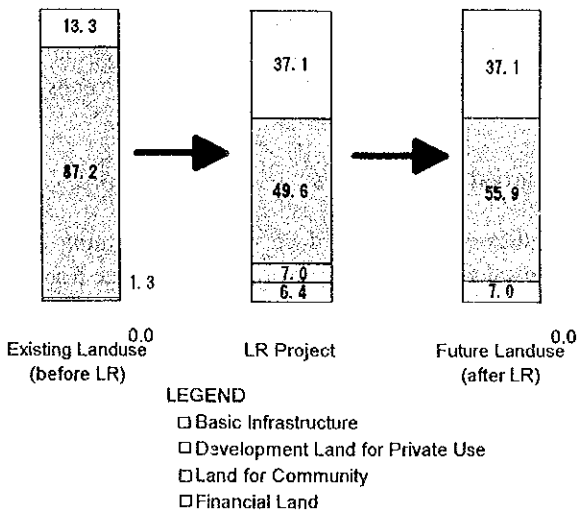 13.3
37.1
37.1
87.2
49.6
55.9
7.0
1.3
6.4
7.0
0.0
0.0
Existing Landuse
(before LR)
LR Project
Future Landuse
(after LR)
LEGEND
□ Basic Infrastructure
□ Development Land for Private Use
□ Land for Community
□ Financial Land